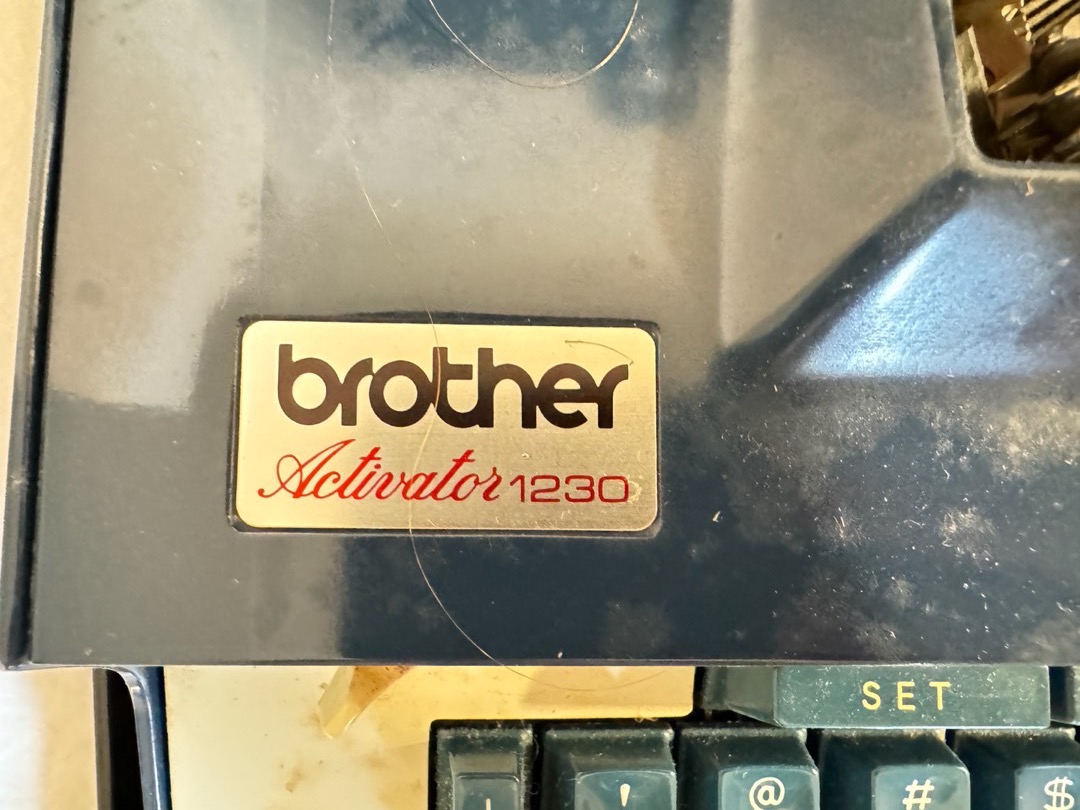 brother
Activator 1230
SET
' @ # $